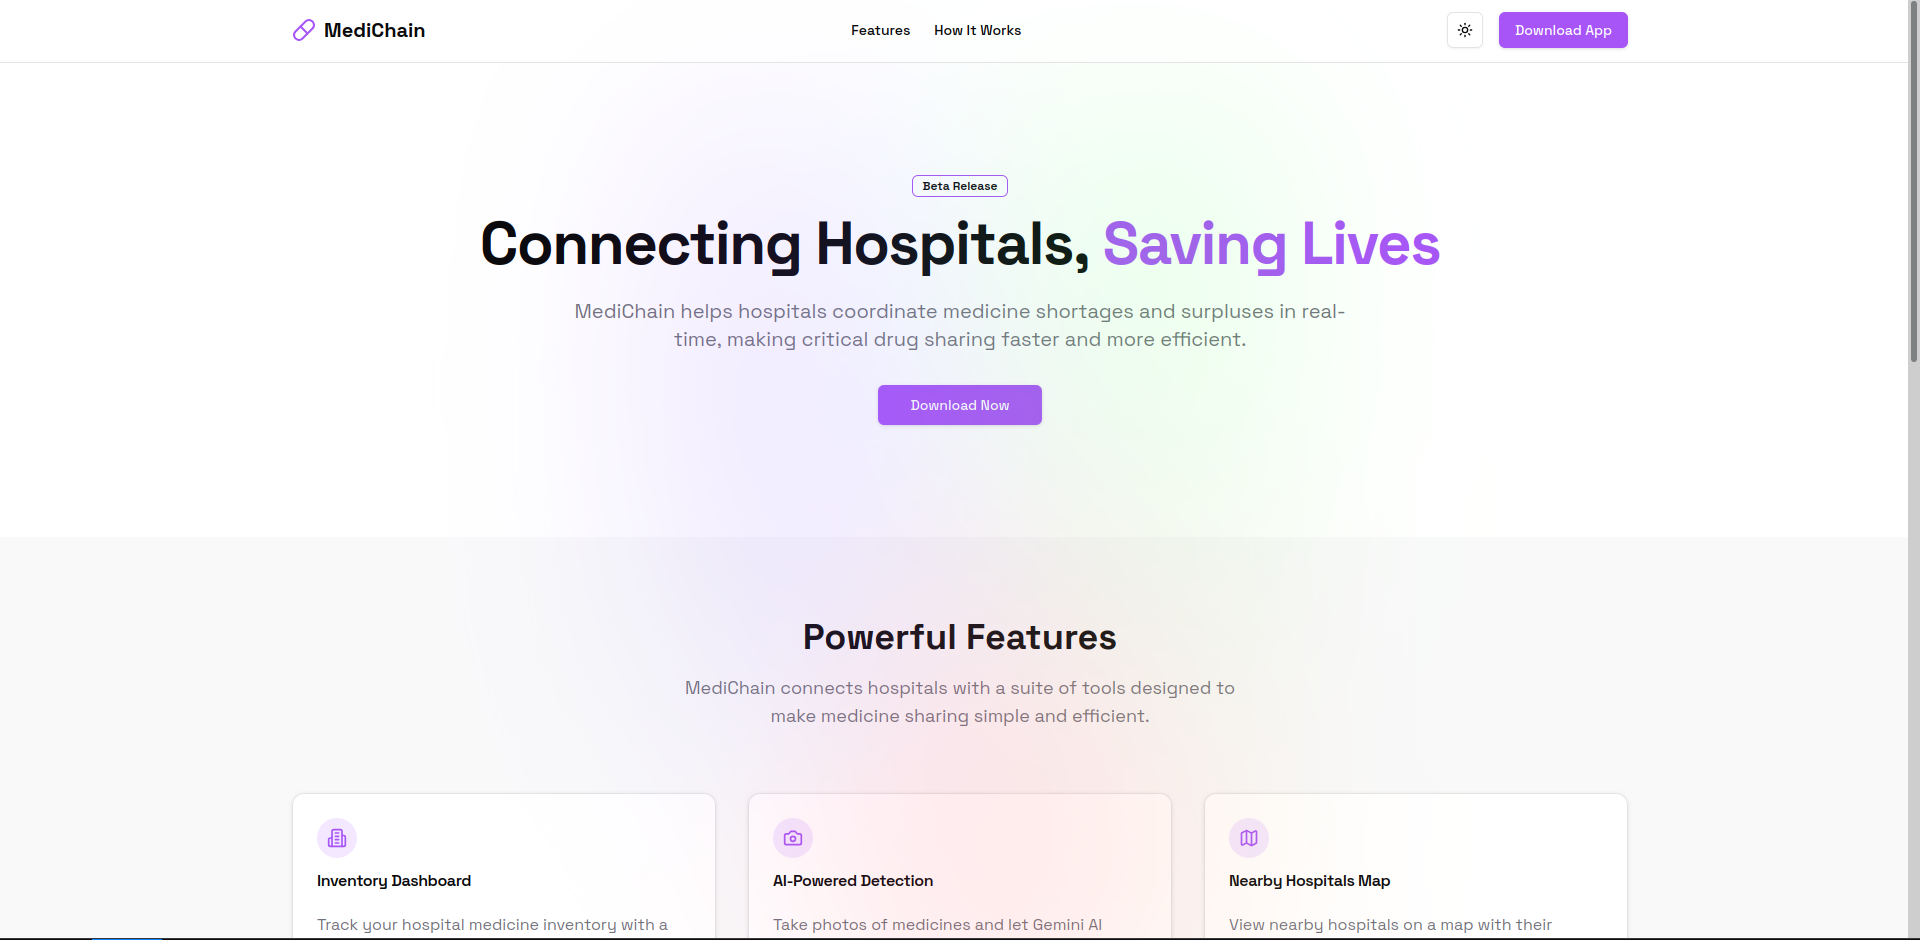 MediChain
Features
How It Works
Download App
Beta Release
Connecting Hospitals, Saving Lives
MediChain helps hospitals coordinate medicine shortages and surpluses in real-
time, making critical drug sharing faster and more efficient.
Download Now
Powerful Features
MediChain connects hospitals with a suite of tools designed to
make medicine sharing simple and efficient.
Inventory Dashboard
Track your hospital medicine inventory with a
AI-Powered Detection
Take photos of medicines and let Gemini AI
Nearby Hospitals Map
View nearby hospitals on a map with their